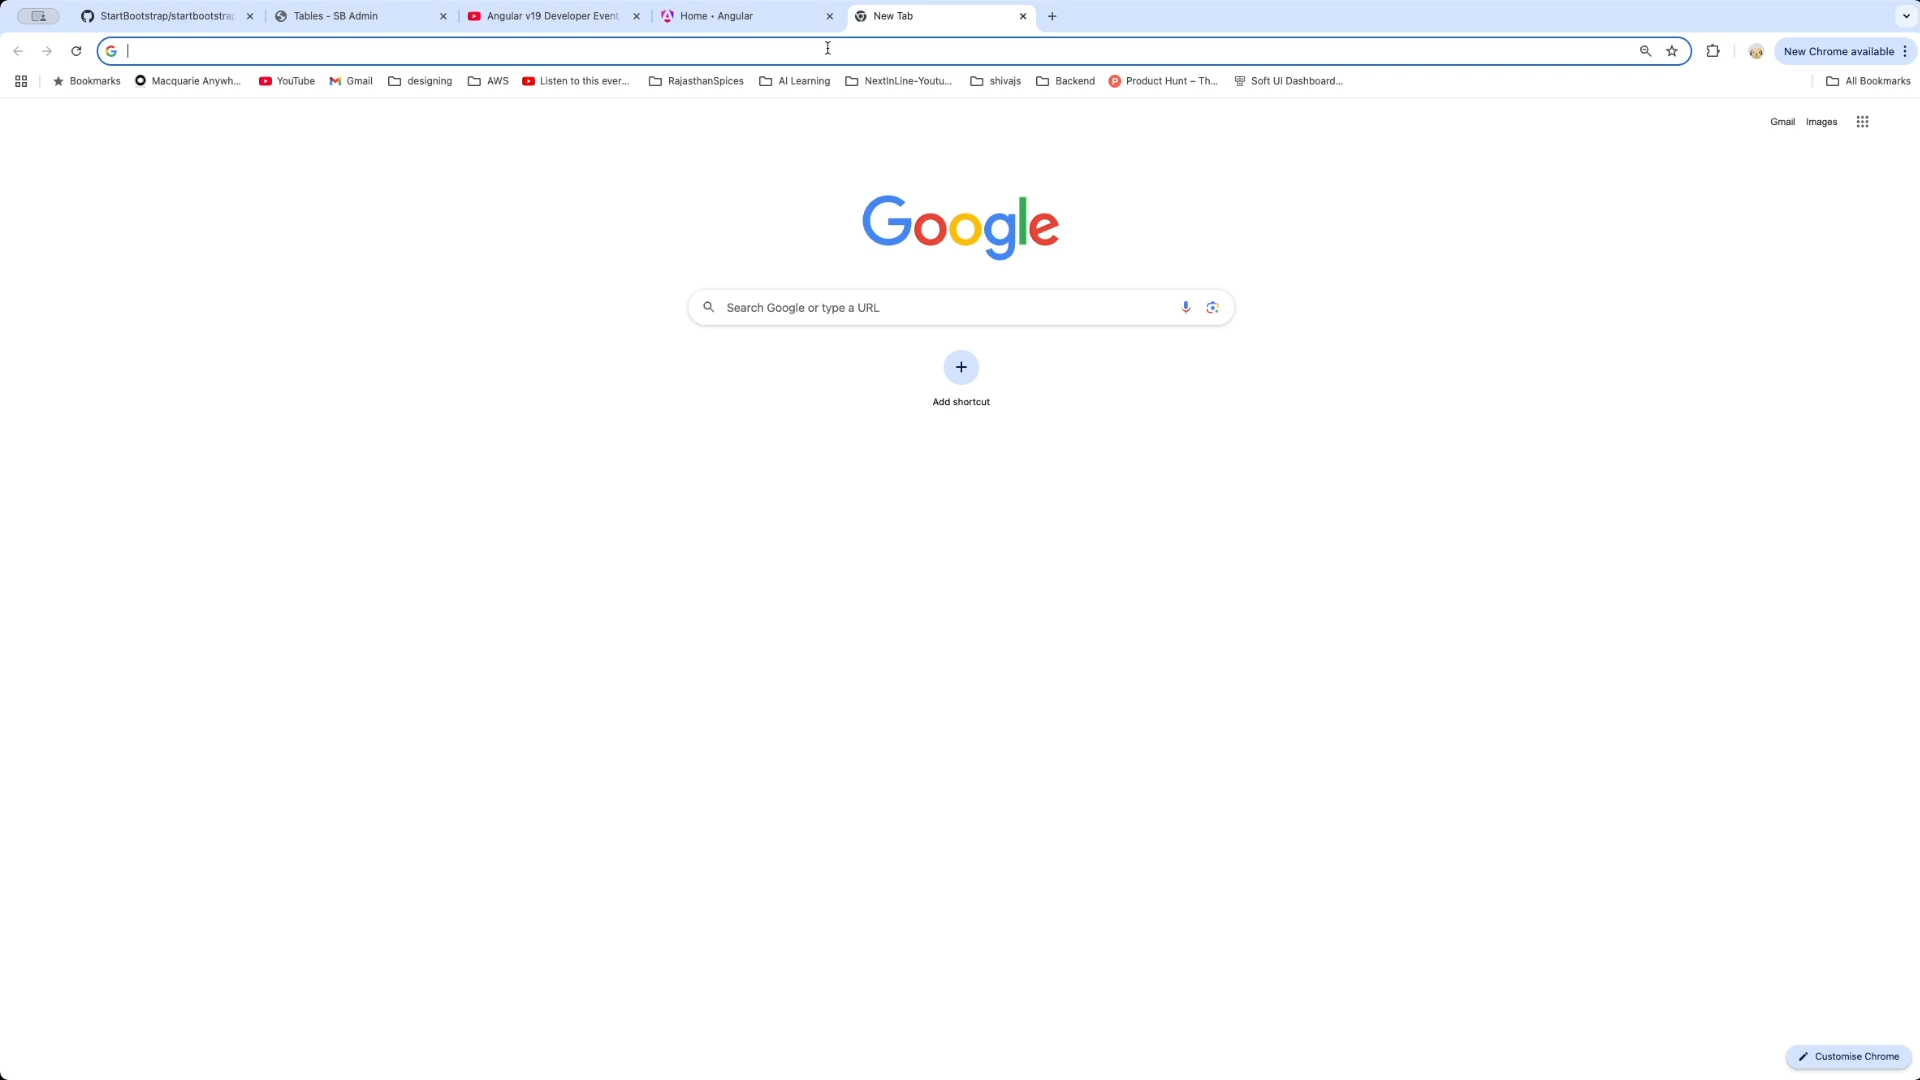 StartBootstrap/startbootstrap
Tables - SB Admin
Angular v19 Developer Event
Home • Angular
New Tab
New Chrome available
Bookmarks
Macquarie Anywh...
YouTube
Gmail
designing
AWS
Listen to this ever...
RajasthanSpices
AI Learning
NextInLine-Youtu...
shivajs
Backend
Product Hunt – Th...
Soft UI Dashboard...
All Bookmarks
Gmail
Images
Google
Search Google or type a URL
Add shortcut
Customise Chrome